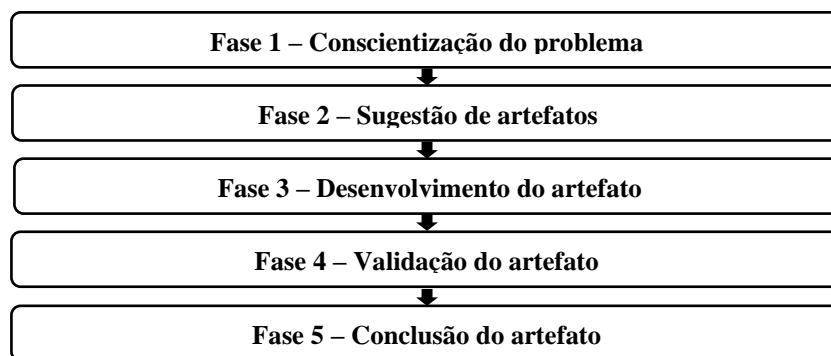 Fase 1 – Conscientização do problema
Fase 2 – Sugestão de artefatos
Fase 3 – Desenvolvimento do artefato
Fase 4 – Validação do artefato
Fase 5 – Conclusão do artefato